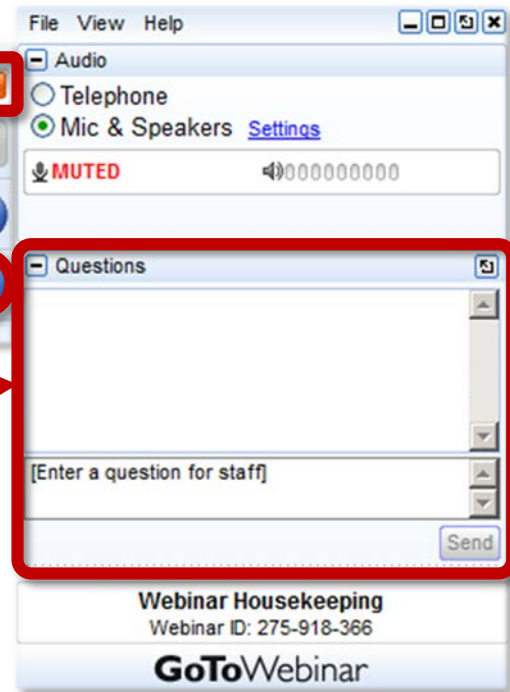 File View Help
Audio
Telephone
Mic & Speakers Settings
MUTED
Questions
[Enter a question for staff]
Send
Webinar Housekeeping
Webinar ID: 275-918-366
GoToWebinar